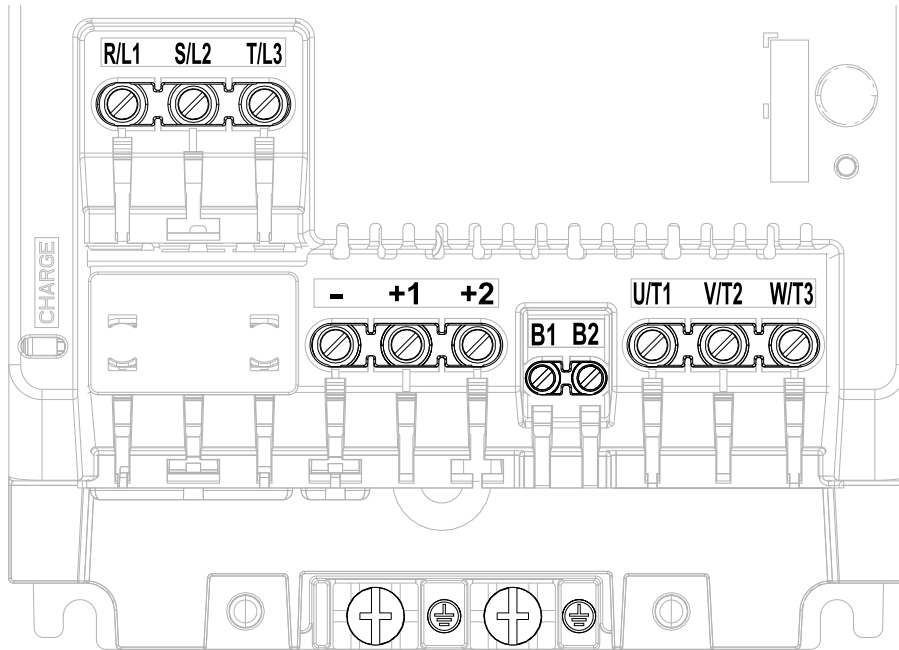 R/L1 S/L2 T/L3
CHARGE
- +1 +2
B1 B2
U/T1 V/T2 W/T3